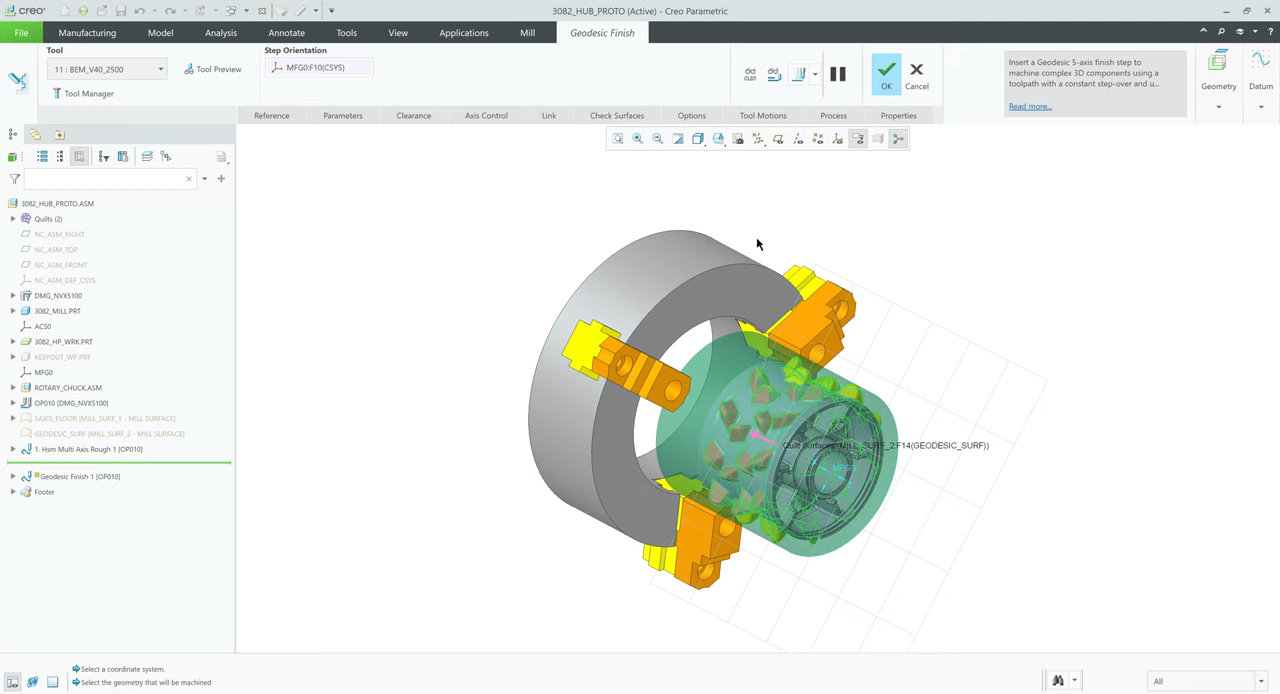 creo
3082_HUB_PROTO (Active) - Creo Parametric
File Manufacturing Model Analysis Annotate Tools View Applications Mill Geodesic Finish
Tool
11 : BEM_V40_2500
Tool Preview
Tool Manager
Step Orientation
MFG0:F10(CSYS)
OK
Cancel
Insert a Geodesic 5-axis finish step to
machine complex 3D components using a
toolpath with a constant step-over and u...
Read more...
Geometry
Datum
Reference Parameters Clearance Axis Control Link Check Surfaces Options Tool Motions Process Properties
3082_HUB_PROTO.ASM
Quilts (2)
NC_ASM_RIGHT
NC_ASM_TOP
NC_ASM_FRONT
NC_ASM_DEF_CSYS
DMG_NVX5100
3082_MILL.PRT
ACS0
3082_HP_WRK.PRT
KEEPOUT_WP.PRT
MFG0
ROTARY_CHUCK.ASM
OP010 [DMG_NVX5100]
5AXIS_FLOOR [MILL_SURF_1 - MILL SURFACE]
GEODESIC_SURF [MILL_SURF_2 - MILL SURFACE]
1. Hsm Multi Axis Rough 1 [OP010]
Geodesic Finish 1 [OP010]
Footer
Quilt Surfaces (MILL_SURF_2:F14(GEODESIC_SURF))
MFG0
Select a coordinate system.
Select the geometry that will be machined
All